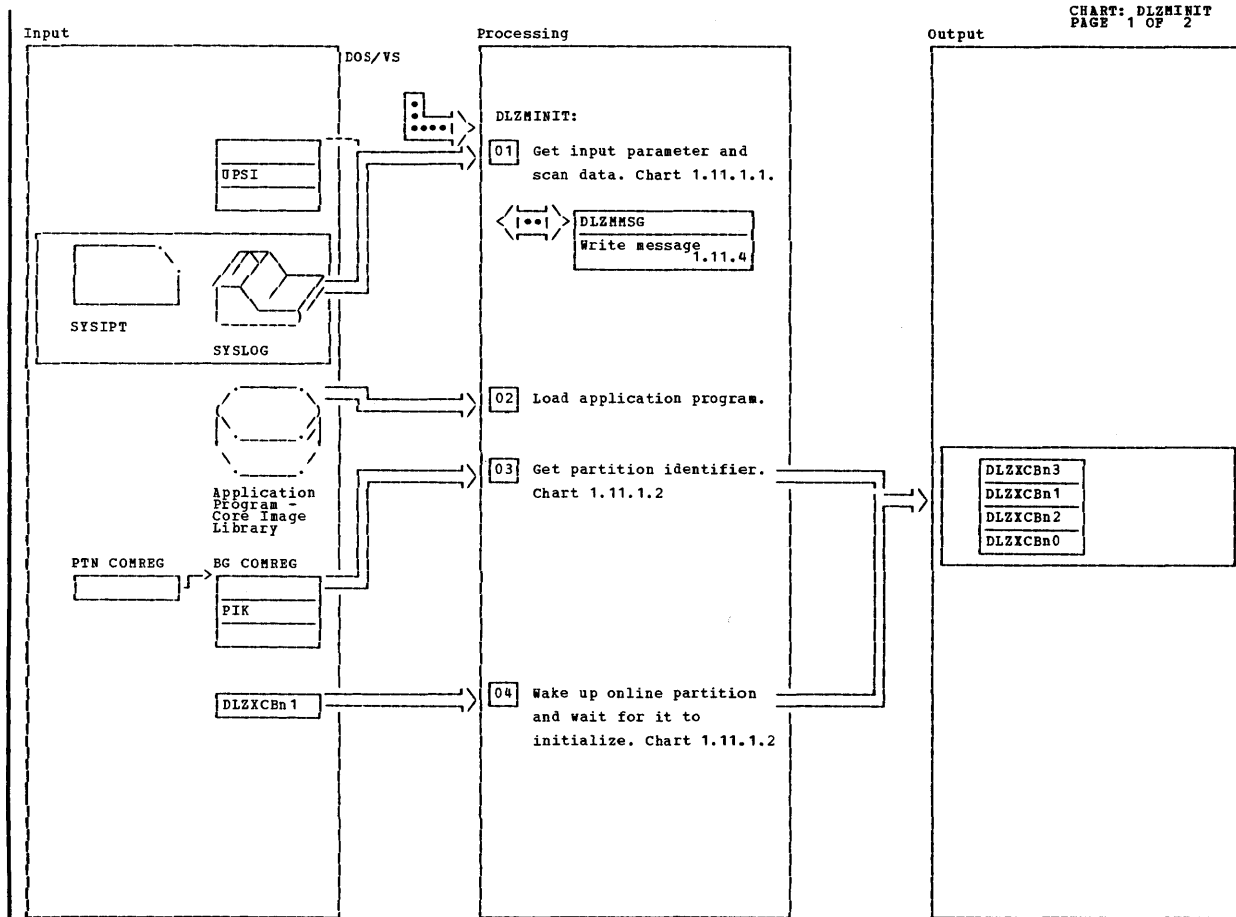 CHART: DLZMINIT
PAGE 1 OF 2
Input
Processing
Output
DOS/VS
DLZMINIT:
01 Get input parameter and
scan data. Chart 1.11.1.1.
UPSI
DLZMMSG
Write message
1.11.4
SYSIPT
SYSLOG
02 Load application program.
03 Get partition identifier.
Chart 1.11.1.2
Application
Program -
Core Image
Library
DLZXCBn3
DLZXCBn1
DLZXCBn2
DLZXCBn0
PTN COMREG
BG COMREG
PIK
DLZXCBn1
04 Wake up online partition
and wait for it to
initialize. Chart 1.11.1.2